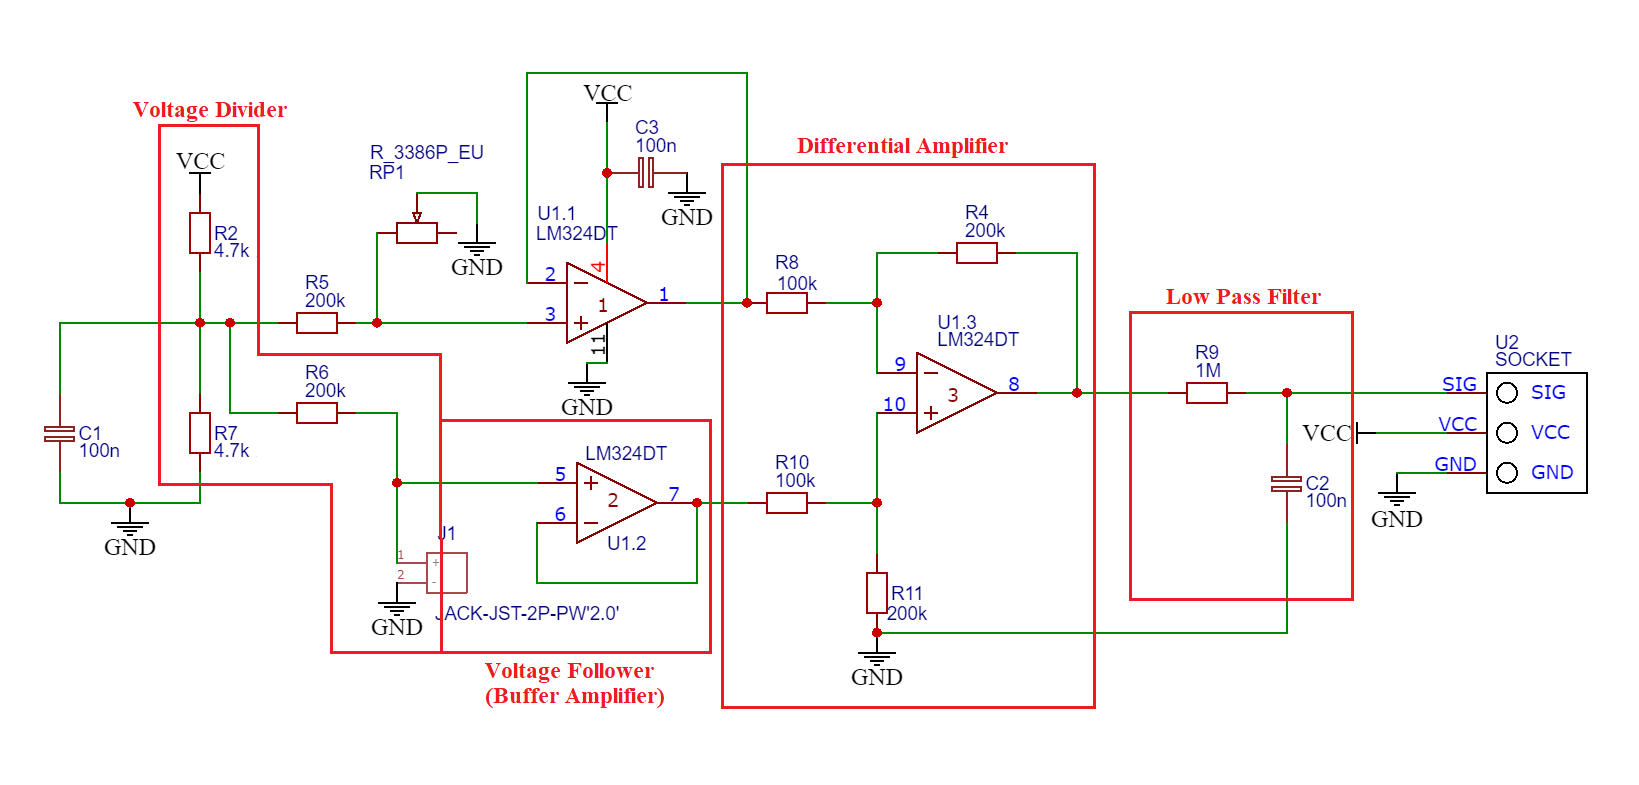 Voltage Divider
VCC
R2
4.7k
R_3386P_EU
RP1
GND
R5
200k
R6
200k
C1
100n
R7
4.7k
GND
VCC
C3
100n
GND
U1.1
LM324DT
2
3
4
1
1
11
GND
LM324DT
5
6
2
7
U1.2
J1
1
2
+
-
GND
JACK-JST-2P-PW'2.0'
Voltage Follower
(Buffer Amplifier)
Differential Amplifier
R4
200k
R8
100k
U1.3
LM324DT
9
10
3
8
R10
100k
R11
200k
GND
Low Pass Filter
R9
1M
C2
100n
U2
SOCKET
SIG
SIG
VCC
VCC
VCC
GND
GND
GND